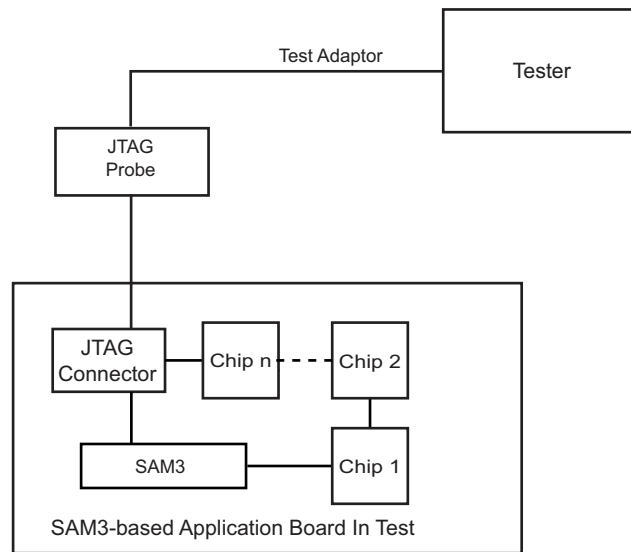 Test Adaptor
Tester
JTAG
Probe
JTAG
Connector
Chip n
Chip 2
SAM3
Chip 1
SAM3-based Application Board In Test